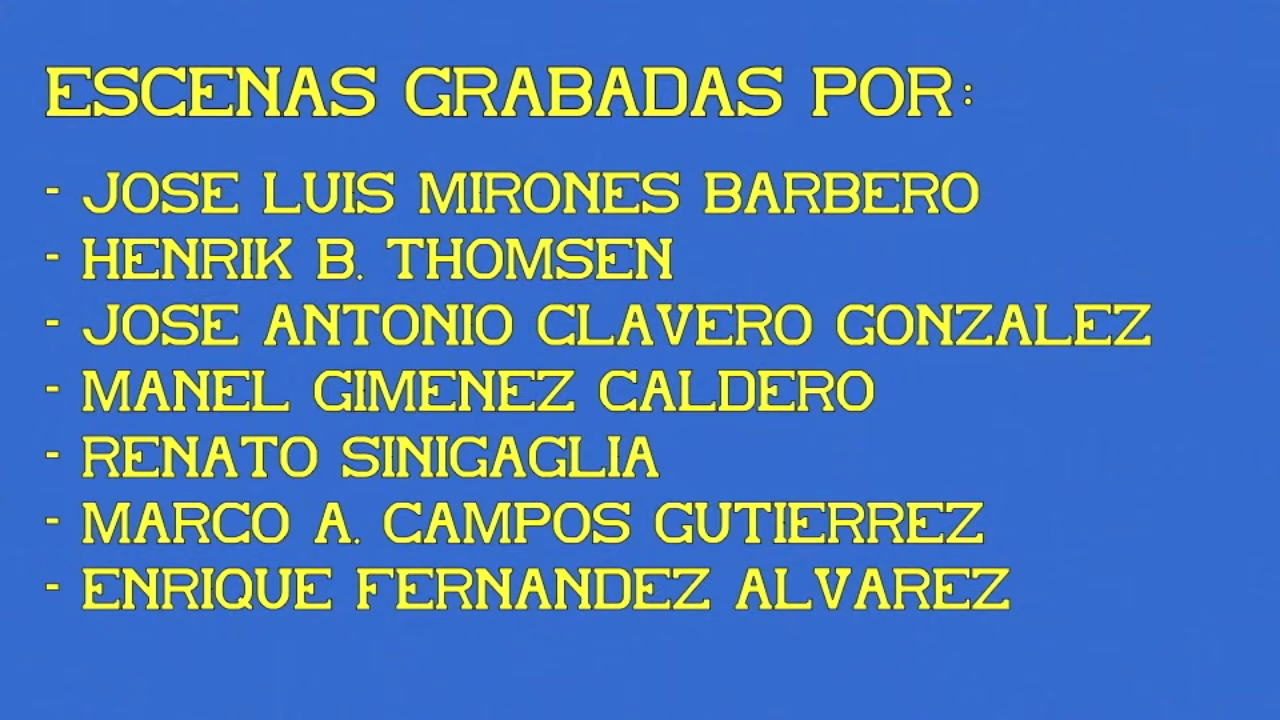 ESCENAS GRABADAS POR:
- JOSE LUIS MIRONES BARBERO
- HENRIK B. THOMSEN
- JOSE ANTONIO CLAVERO GONZALEZ
- MANEL GIMENEZ CALDERO
- RENATO SINIGAGLIA
- MARCO A. CAMPOS GUTIERREZ
- ENRIQUE FERNANDEZ ALVAREZ